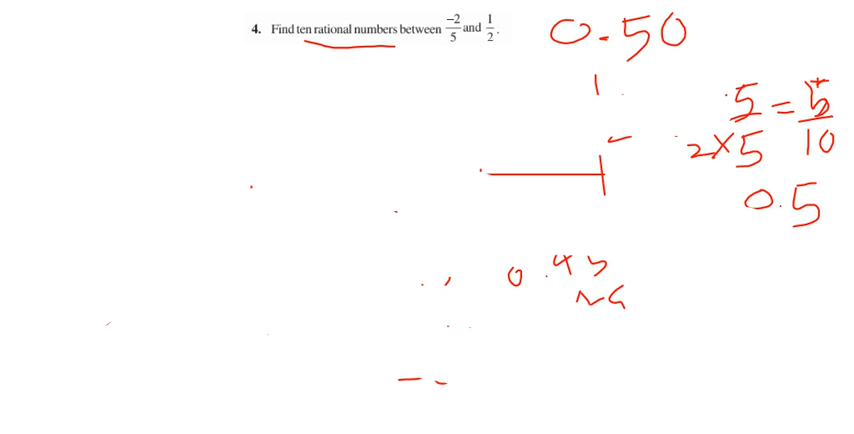 4. Find ten rational numbers between -2/5 and 1/2.
0.50
5 = 5
2×5 10
0.5
0.45